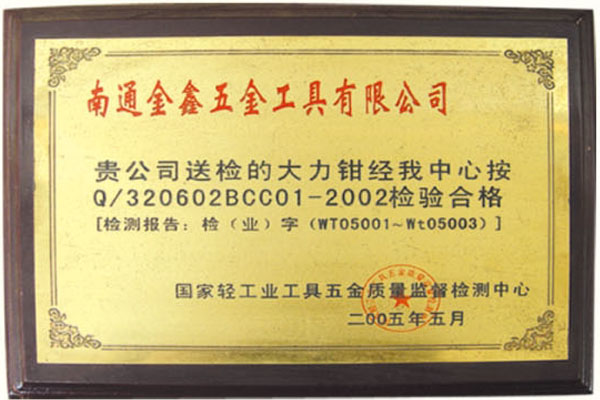 南通金鑫五金工具有限公司
贵公司送检的大力钳经我中心按
Q/320602BCC01-2002检验合格
[检测报告：检（业）字（WT05001~Wt05003）]
国家轻工业工具五金质量监督检测中心
二00五年五月